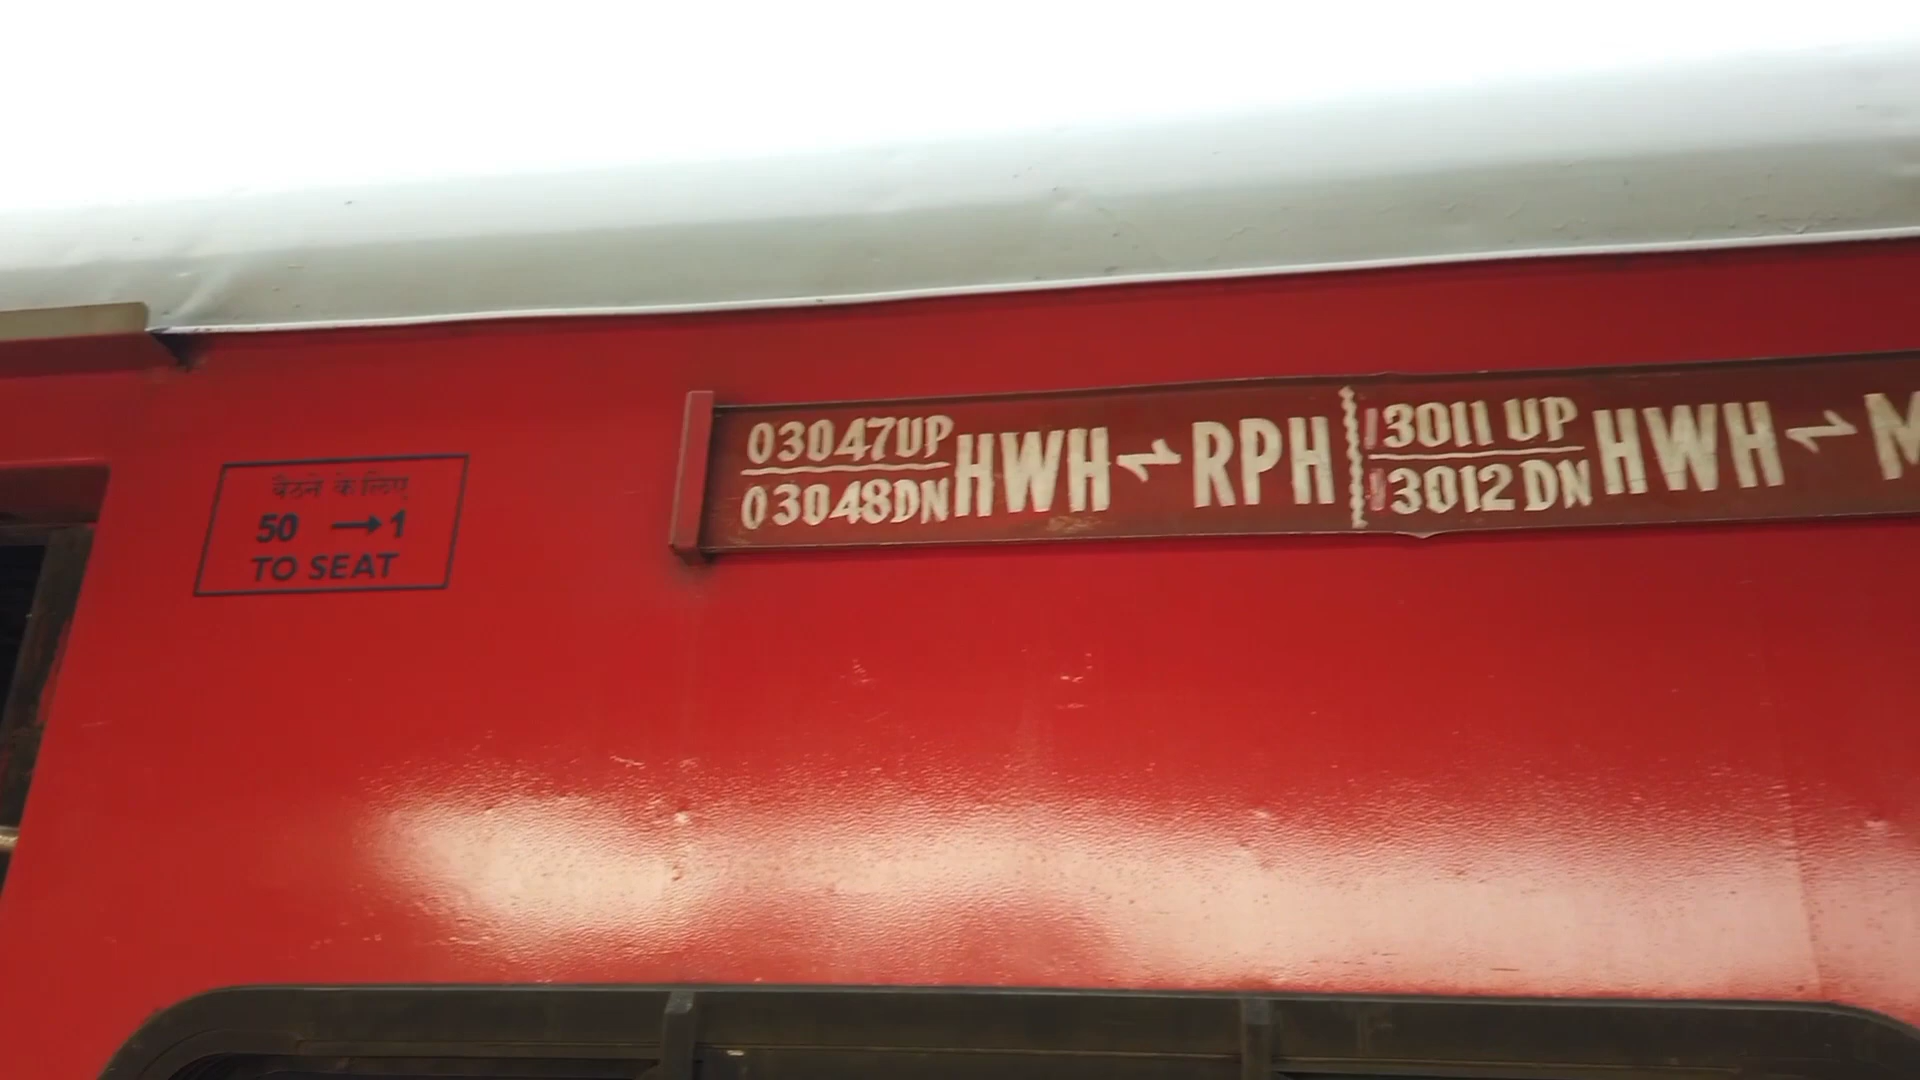 बैठने के लिए
50 → 1
TO SEAT
03047UP
03048DN
HWH ⇌ RPH
13011 UP
13012 DN
HWH ⇌ M